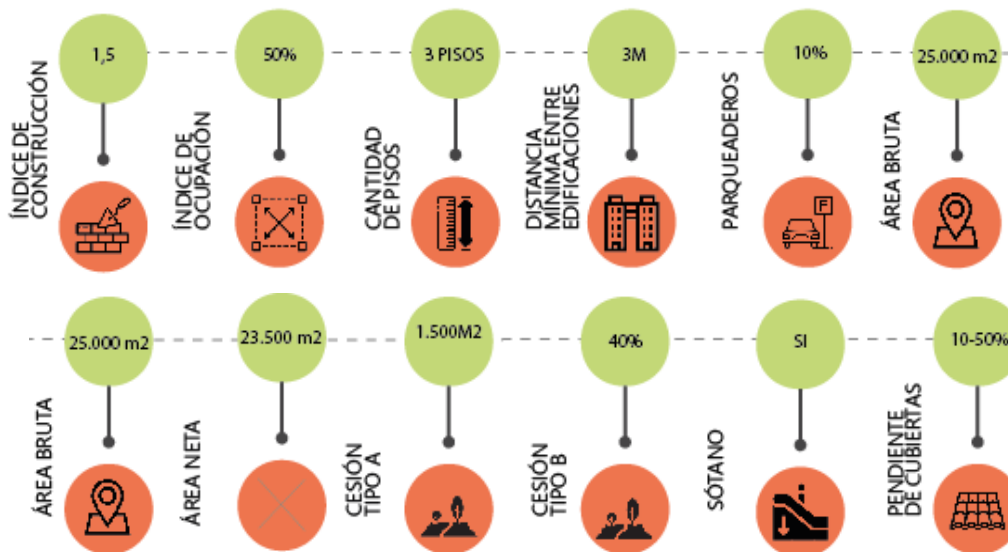 1,5
50%
3 PISOS
3M
10%
25.000 m2
ÍNDICE DE
CONSTRUCCIÓN
ÍNDICE DE
OCUPACIÓN
CANTIDAD
DE PISOS
DISTANCIA
MÍNIMA ENTRE
EDIFICACIONES
PARQUEADEROS
ÁREA BRUTA
F
25.000 m2
23.500 m2
1.500M2
40%
SI
10-50%
ÁREA BRUTA
ÁREA NETA
CESIÓN
TIPO A
CESIÓN
TIPO B
SÓTANO
PENDIENTE
DE CUBIERTAS